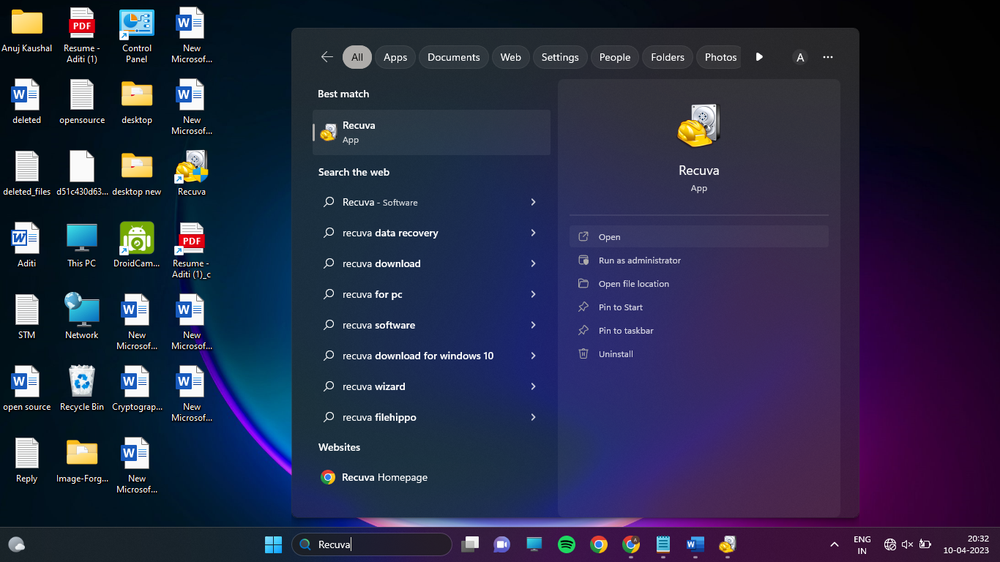 Anuj Kaushal
Resume -
Aditi (1)
Control
Panel
New
Microsof...
deleted
opensource
desktop
New
Microsof...
deleted_files
d51c430d63...
desktop new
Recuva
Aditi
This PC
DroidCam...
Resume -
Aditi (1)_c
STM
Network
New
Microsof...
New
Microsof...
open source
Recycle Bin
Cryptograp...
New
Microsof...
Reply
Image-Forg...
New
Microsof...
PDF
PDF
All
Apps
Documents
Web
Settings
People
Folders
Photos
A
Best match
Recuva
App
Search the web
Recuva - Software
recuva data recovery
recuva download
recuva for pc
recuva software
recuva download for windows 10
recuva wizard
recuva filehippo
Websites
Recuva Homepage
Recuva
App
Open
Run as administrator
Open file location
Pin to Start
Pin to taskbar
Uninstall
Recuva
ENG
IN
20:32
10-04-2023